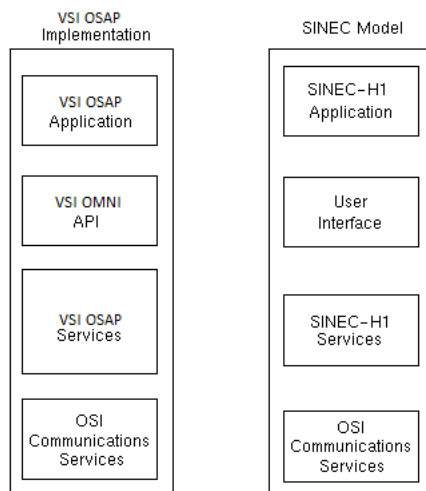 VSI OSAP
Implementation
VSI OSAP
Application
VSI OMNI
API
VSI OSAP
Services
OSI
Communications
Services
SINEC Model
SINEC-H1
Application
User
Interface
SINEC-H1
Services
OSI
Communications
Services